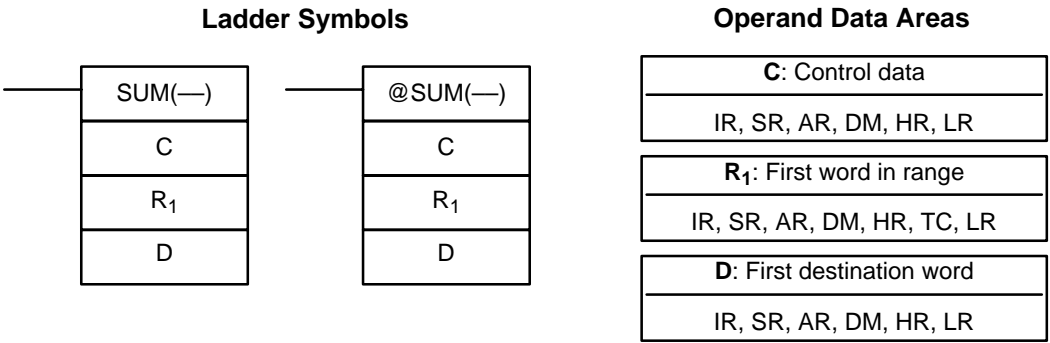 Ladder Symbols
SUM(––)
C
R1
D
@SUM(––)
C
R1
D
Operand Data Areas
C: Control data
IR, SR, AR, DM, HR, LR
R1: First word in range
IR, SR, AR, DM, HR, TC, LR
D: First destination word
IR, SR, AR, DM, HR, LR